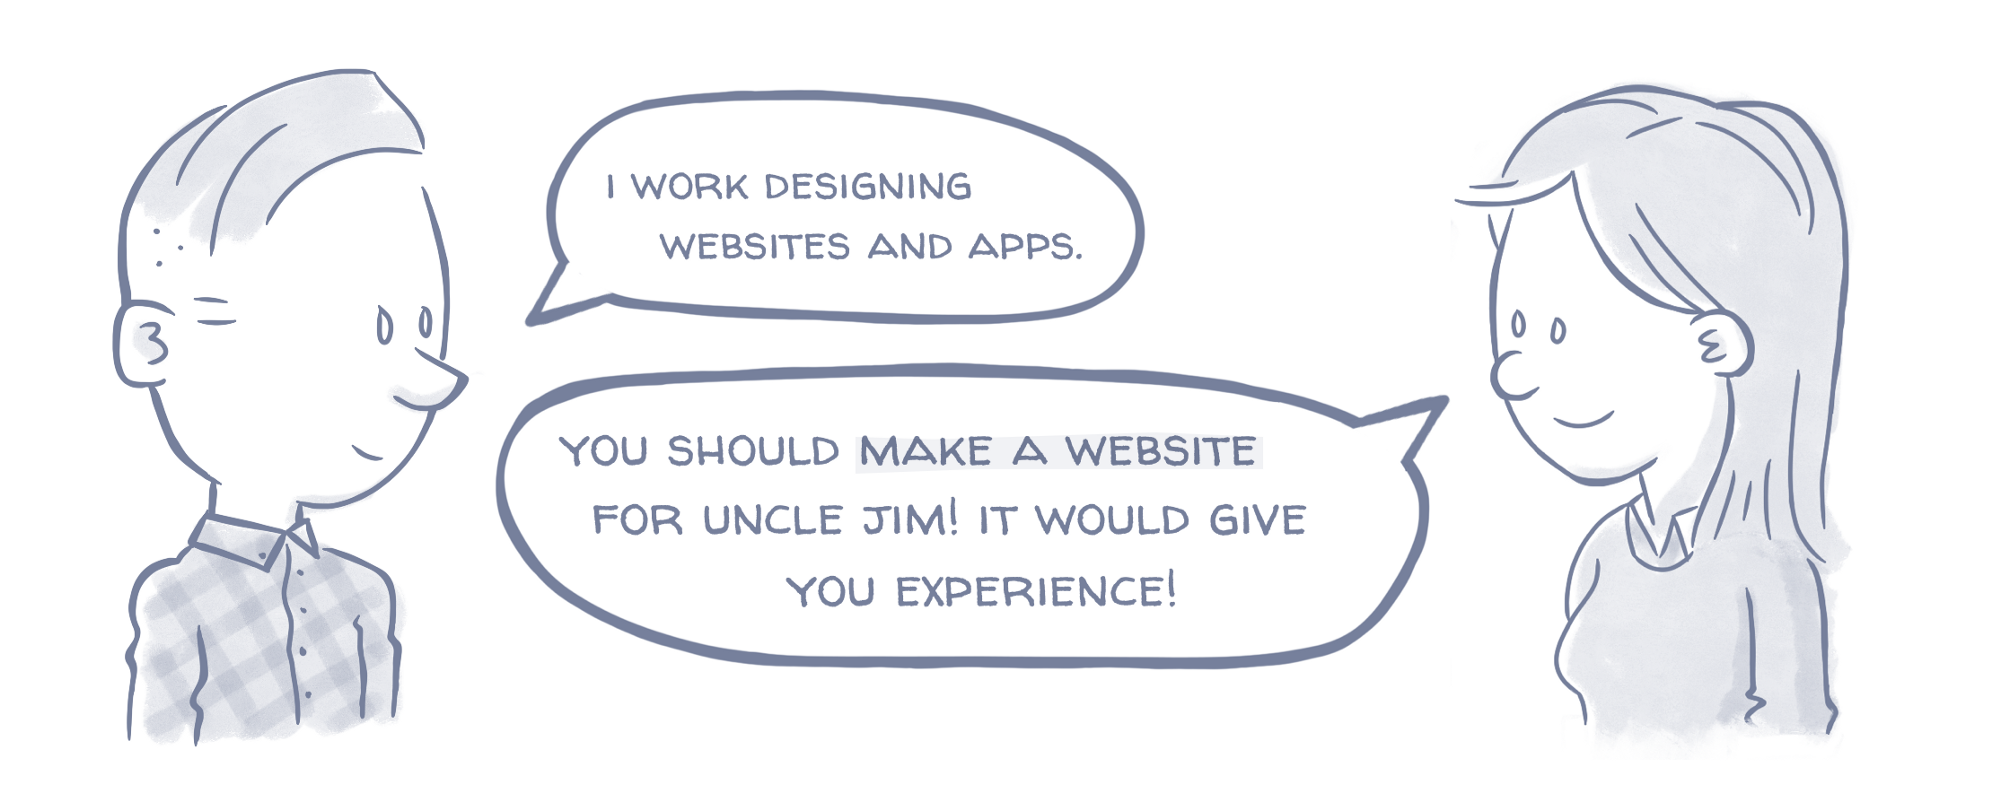 I WORK DESIGNING
WEBSITES AND APPS.
YOU SHOULD MAKE A WEBSITE
FOR UNCLE JIM! IT WOULD GIVE
YOU EXPERIENCE!